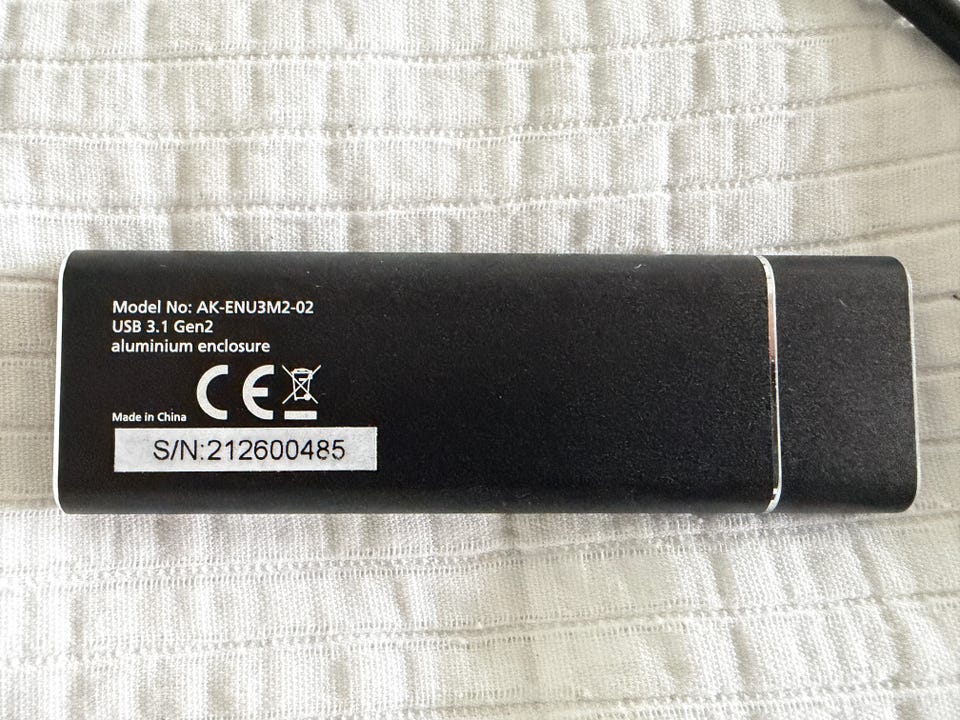 Model No: AK-ENU3M2-02
USB 3.1 Gen2
aluminium enclosure
CE
Made in China
S/N:212600485